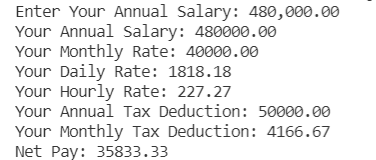 Enter Your Annual Salary: 480,000.00
Your Annual Salary: 480000.00
Your Monthly Rate: 40000.00
Your Daily Rate: 1818.18
Your Hourly Rate: 227.27
Your Annual Tax Deduction: 50000.00
Your Monthly Tax Deduction: 4166.67
Net Pay: 35833.33